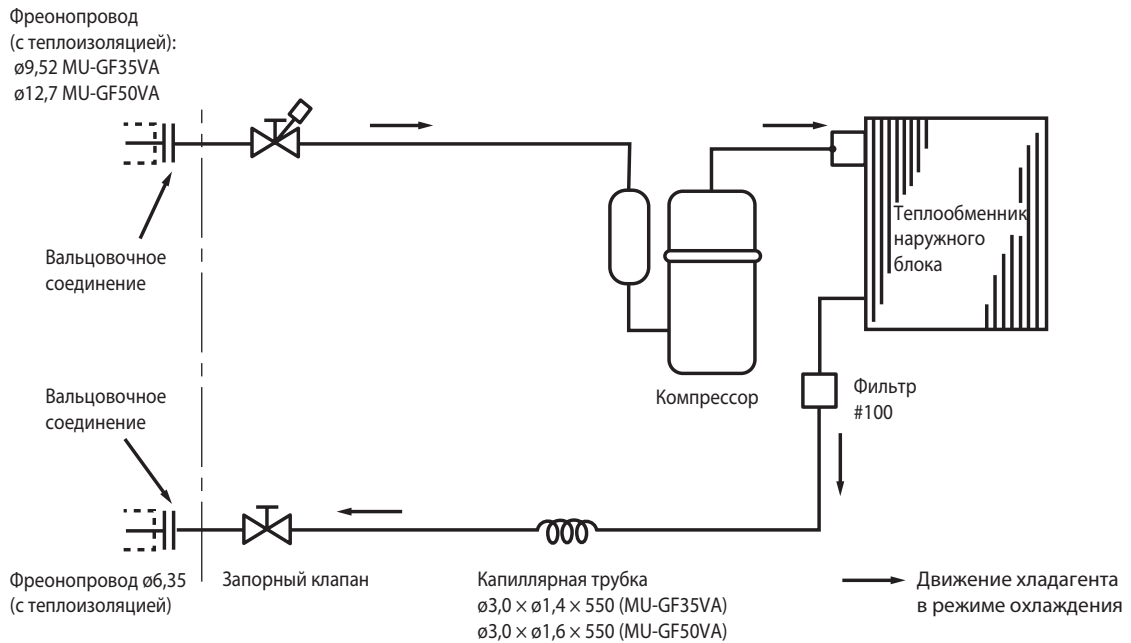 Фреонопровод
(с теплоизоляцией):
ø9,52 MU-GF35VA
ø12,7 MU-GF50VA
Вальцовочное
соединение
Теплообменник
наружного
блока
Компрессор
Фильтр
#100
Вальцовочное
соединение
Фреонопровод ø6,35
(с теплоизоляцией)
Запорный клапан
Капиллярная трубка
ø3,0 × ø1,4 × 550 (MU-GF35VA)
ø3,0 × ø1,6 × 550 (MU-GF50VA)
Движение хладагента
в режиме охлаждения